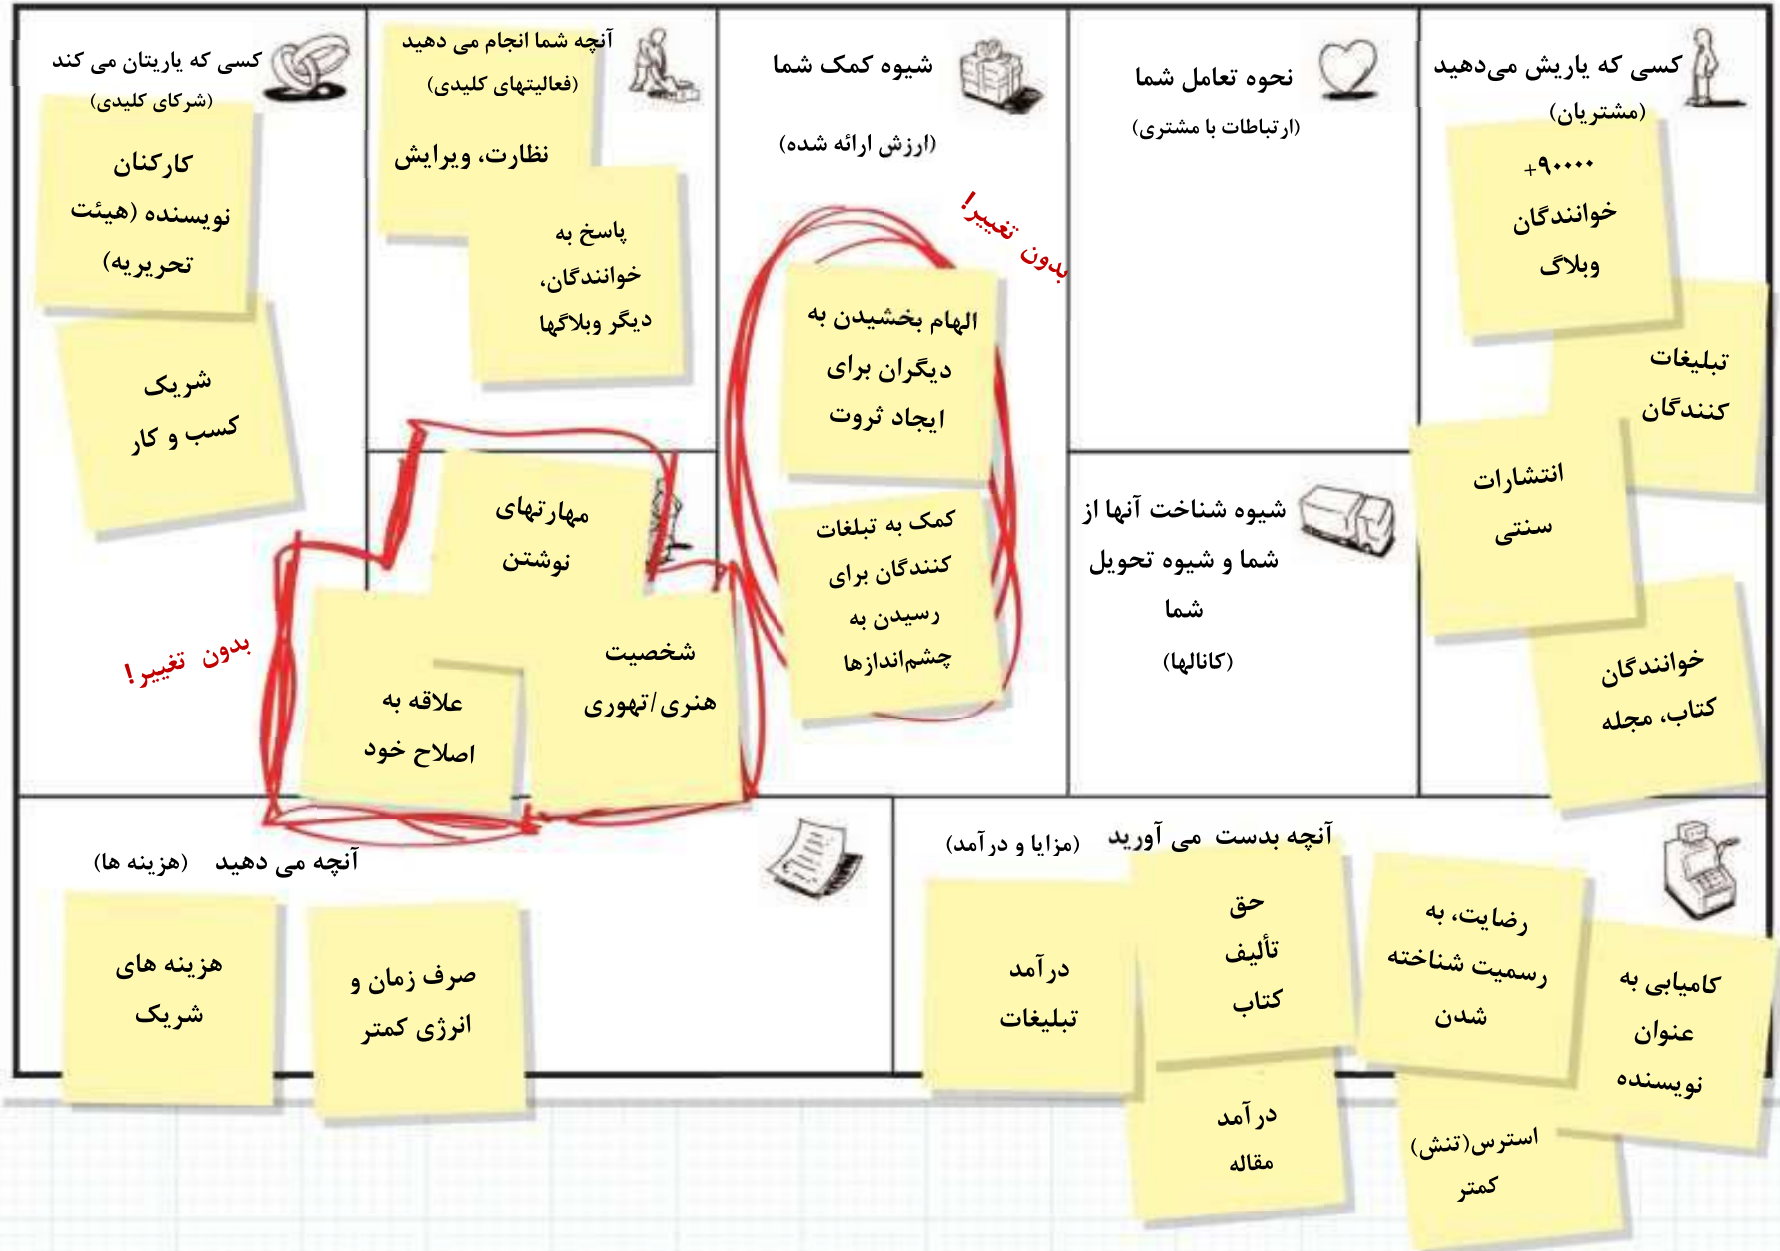 کسی که یاریش می‌دهید
(مشتریان)
+۹۰۰۰۰
خوانندگان
وبلاگ
تبلیغات
کنندگان
انتشارات
سنتی
خوانندگان
کتاب، مجله
نحوه تعامل شما
(ارتباطات با مشتری)
شیوه شناخت آنها از
شما و شیوه تحویل
شما
(کانالها)
شیوه کمک شما
(ارزش ارائه شده)
بدون تغییر!
الهام بخشیدن به
دیگران برای
ایجاد ثروت
کمک به تبلغات
کنندگان برای
رسیدن به
چشم‌اندازها
آنچه شما انجام می دهید
(فعالیتهای کلیدی)
نظارت، ویرایش
پاسخ به
خوانندگان،
دیگر وبلاگها
مهارتهای
نوشتن
شخصیت
هنری/تهوری
علاقه به
اصلاح خود
بدون تغییر!
کسی که یاریتان می کند
(شرکای کلیدی)
کارکنان
نویسنده (هیئت
تحریریه)
شریک
کسب و کار
آنچه بدست می آورید (مزایا و درآمد)
کامیابی به
عنوان
نویسنده
رضایت، به
رسمیت شناخته
شدن
استرس(تنش)
کمتر
حق
تألیف
کتاب
درآمد
مقاله
درآمد
تبلیغات
آنچه می دهید (هزینه ها)
صرف زمان و
انرژی کمتر
هزینه های
شریک